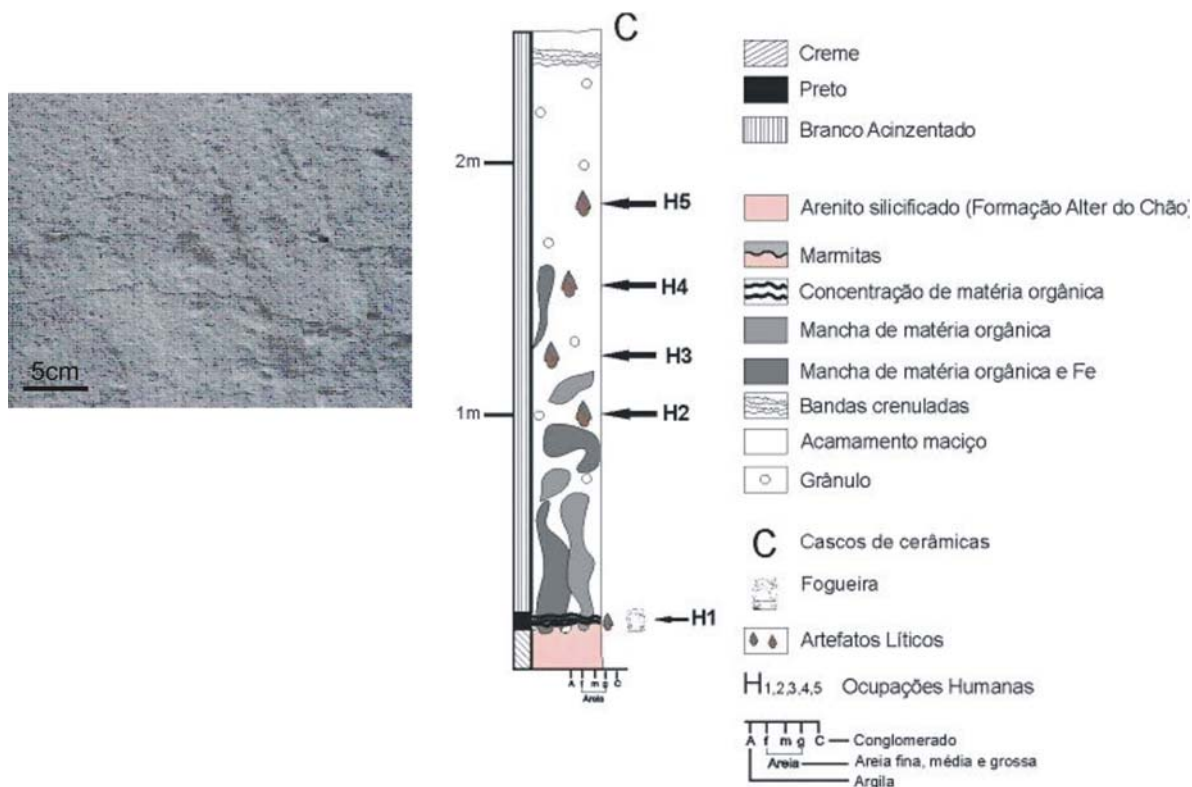 5cm
C
2m
1m
H5
H4
H3
H2
H1
A f m g C
Areia
Creme
Preto
Branco Acinzentado
Arenito silicificado (Formação Alter do Chão)
Marmitas
Concentração de matéria orgânica
Mancha de matéria orgânica
Mancha de matéria orgânica e Fe
Bandas crenuladas
Acamamento maciço
Grânulo
C Cascos de cerâmicas
Fogueira
Artefatos Líticos
H1,2,3,4,5 Ocupações Humanas
A f m g C Conglomerado
Areia Areia fina, média e grossa
Argila